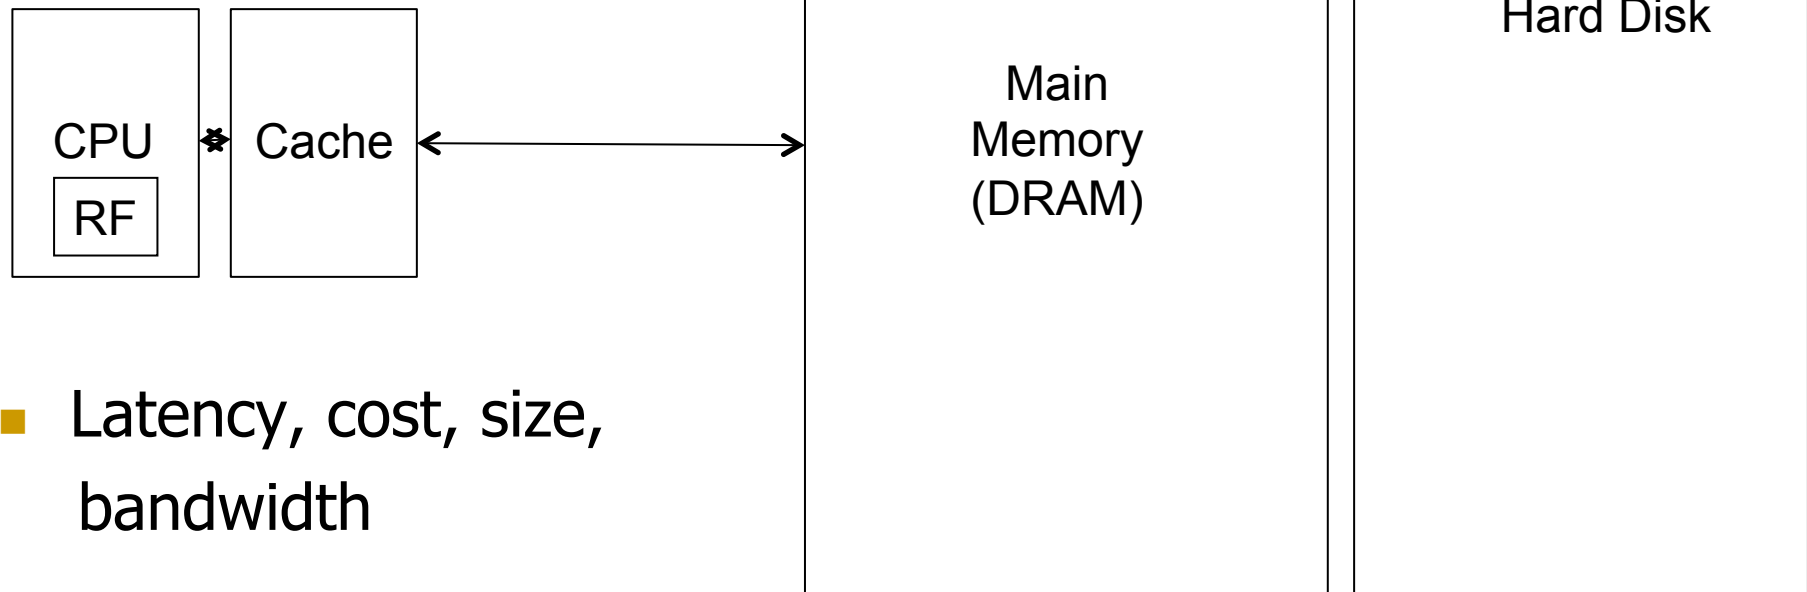 Hard Disk
Main
Memory
(DRAM)
CPU
Cache
RF
Latency, cost, size,
bandwidth